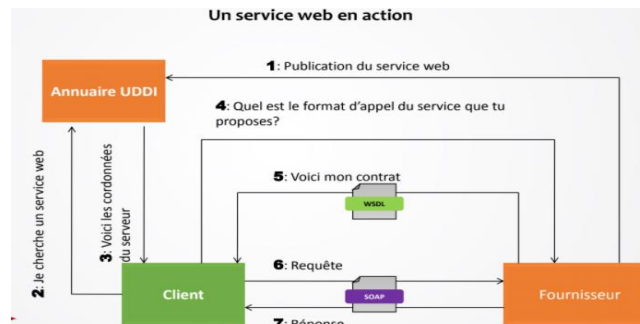 Un service web en action
1: Publication du service web
Annuaire UDDI
4: Quel est le format d'appel du service que tu
proposes?
5: Voici mon contrat
WSDL
2: Je cherche un service web
3: Voici les cordonnées
du serveur
6: Requête
Client
SOAP
Fournisseur
7: Réponse